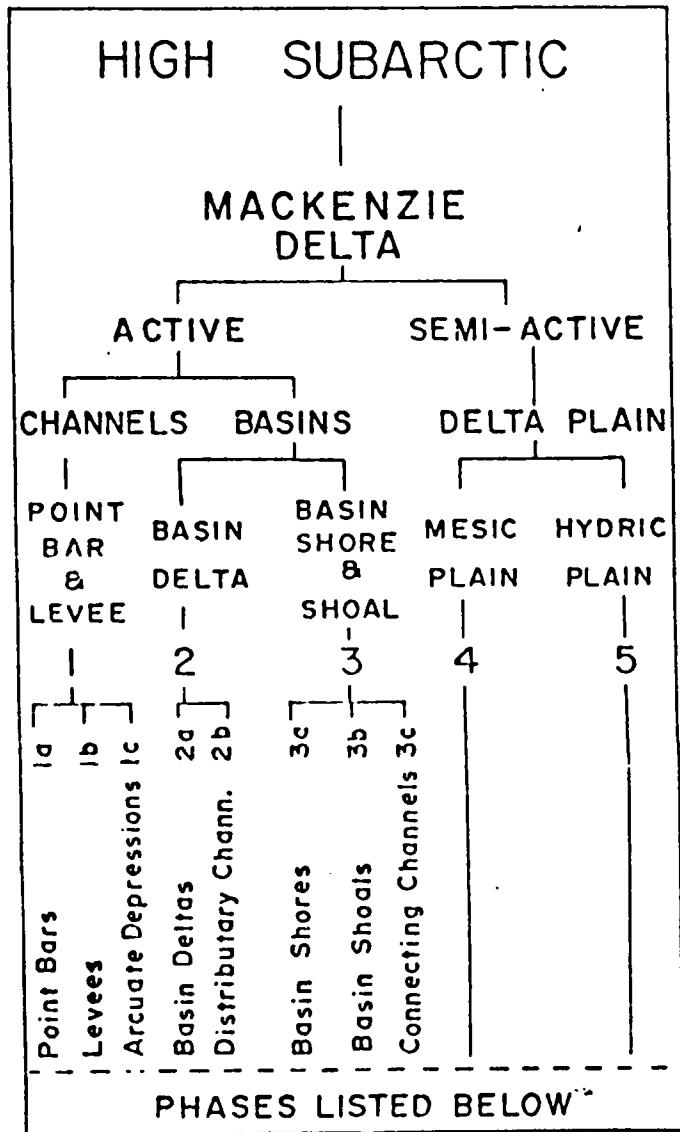 HIGH SUBARCTIC
MACKENZIE
DELTA
ACTIVE
SEMI-ACTIVE
CHANNELS
BASINS
DELTA PLAIN
POINT
BAR
&
LEVEE
BASIN
DELTA
BASIN
SHORE
&
SHOAL
MESIC
PLAIN
HYDRIC
PLAIN
1
2
3
4
5
Point Bars 1a
Levees 1b
Arcuate Depressions 1c
Basin Deltas 2a
Distributary Chann. 2b
Basin Shores 3c
Basin Shoals 3b
Connecting Channels 3c
PHASES LISTED BELOW